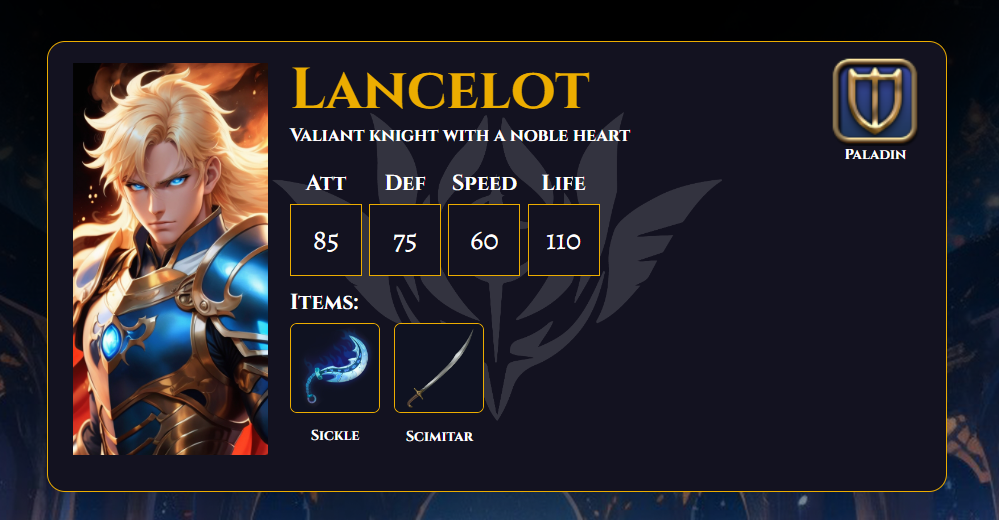 Lancelot
Valiant knight with a noble heart
Paladin
Att Def Speed Life
85 75 60 110
Items:
Sickle Scimitar